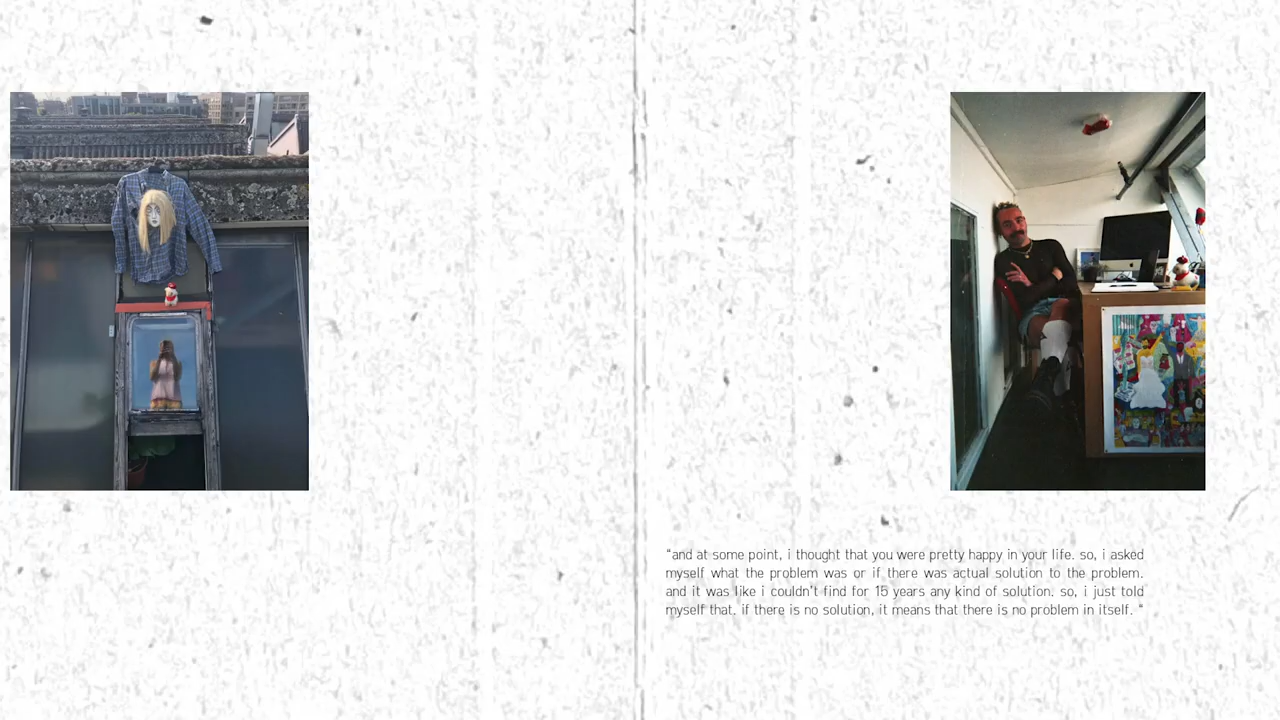 “and at some point, i thought that you were pretty happy in your life. so, i asked
myself what the problem was or if there was actual solution to the problem.
and it was like i couldn't find for 15 years any kind of solution. so, i just told
myself that. if there is no solution, it means that there is no problem in itself. “